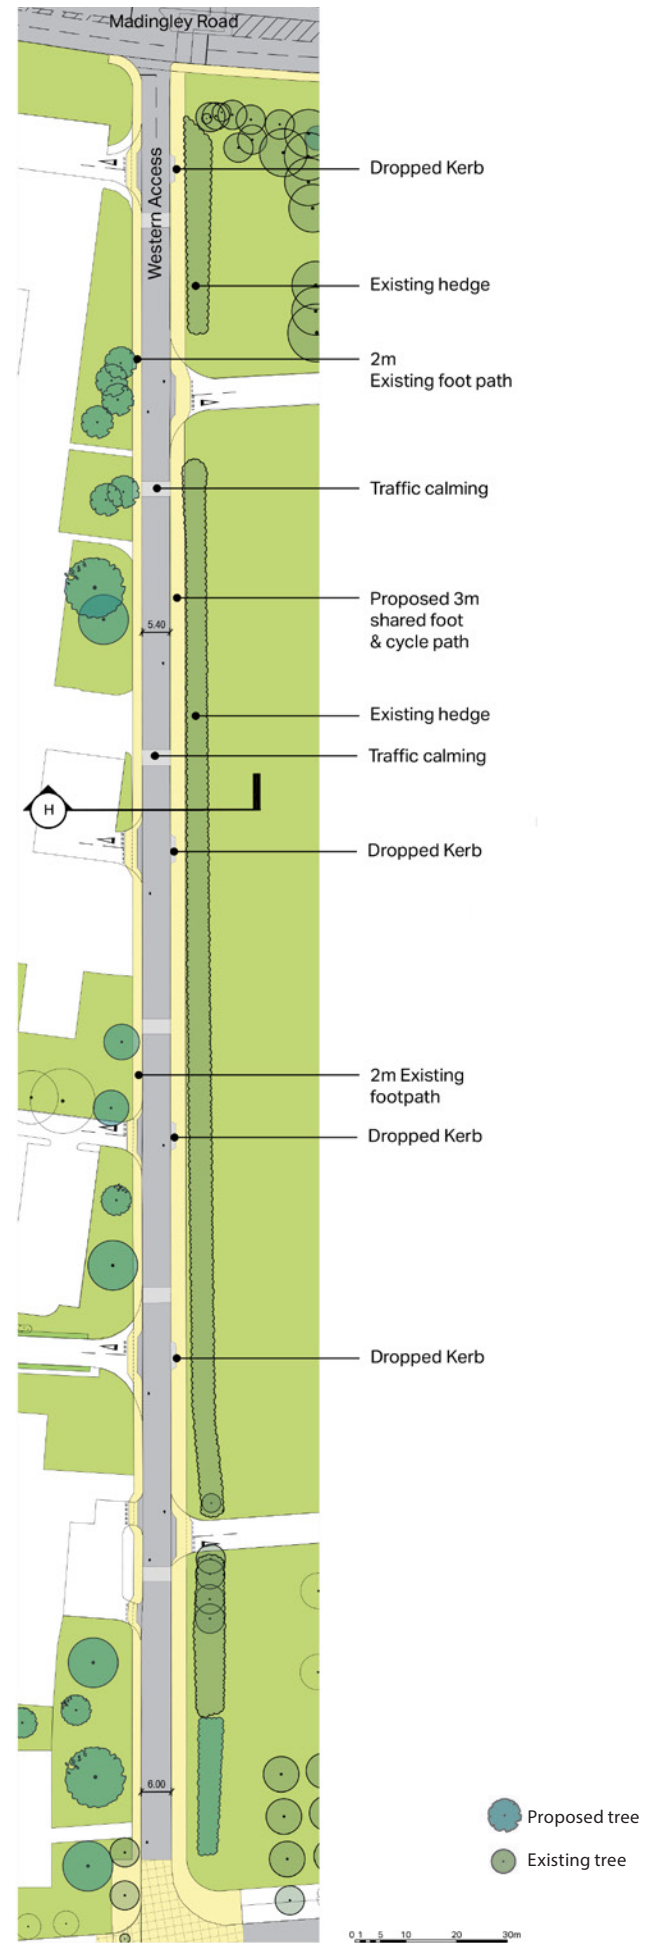 Madingley Road
Western Access
Dropped Kerb
Existing hedge
2m
Existing foot path
Traffic calming
Proposed 3m
shared foot
& cycle path
5.40
Existing hedge
Traffic calming
H
Dropped Kerb
2m Existing
footpath
Dropped Kerb
Dropped Kerb
6.00
Proposed tree
Existing tree
0 1 5 10 20 30m